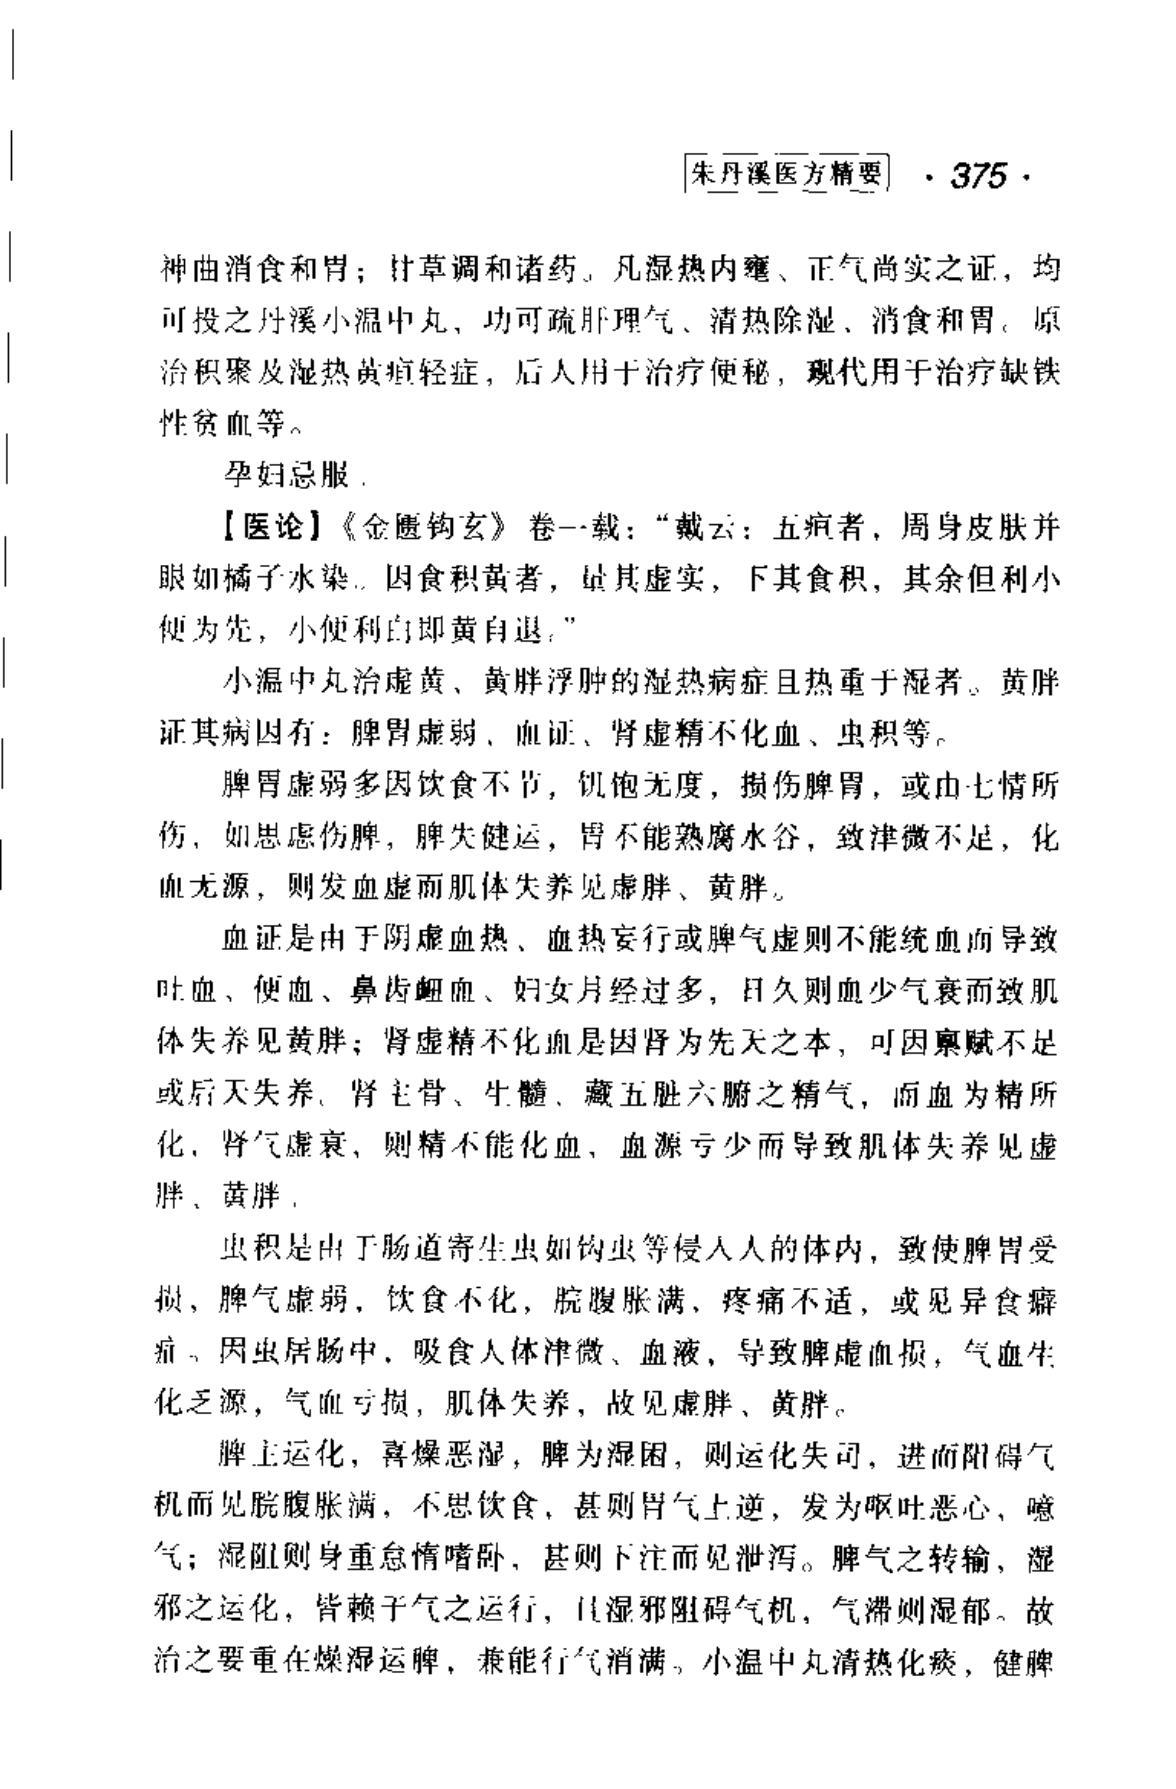 朱丹溪医方精要 · 375 ·
神曲消食和胃；甘草调和诸药。凡湿热内壅、正气尚实之证，均
可投之丹溪小温中丸，功可疏肝理气、清热除湿、消食和胃。原
治积聚及湿热黄疸轻症，后人用于治疗便秘，现代用于治疗缺铁
性贫血等。
孕妇忌服．
【医论】《金匮钩玄》卷一载：“戴云：五疸者，周身皮肤并
眼如橘子水染。因食积黄者，量其虚实，下其食积，其余但利小
便为先，小便利白即黄自退。”
小温中丸治虚黄、黄胖浮肿的湿热病症且热重于湿者。黄胖
证其病因有：脾胃虚弱、血证、肾虚精不化血、虫积等。
脾胃虚弱多因饮食不节，饥饱无度，损伤脾胃，或由七情所
伤，如思虑伤脾，脾失健运，胃不能熟腐水谷，致津微不足，化
血无源，则发血虚而肌体失养见虚胖、黄胖。
血证是由于阴虚血热、血热妄行或脾气虚则不能统血而导致
吐血、便血、鼻齿衄血、妇女月经过多，日久则血少气衰而致肌
体失养见黄胖；肾虚精不化血是因肾为先天之本，可因禀赋不足
或后天失养、肾主骨、生髓、藏五脏六腑之精气，而血为精所
化，肾气虚衰，则精不能化血，血源亏少而导致肌体失养见虚
胖、黄胖．
虫积是由于肠道寄生虫如钩虫等侵入人的体内，致使脾胃受
损，脾气虚弱，饮食不化，脘腹胀满，疼痛不适，或见异食癖
症。因虫居肠中，吸食人体津微、血液，导致脾虚血损，气血生
化乏源，气血亏损，肌体失养，故见虚胖、黄胖。
脾主运化，喜燥恶湿，脾为湿困，则运化失司，进而阻碍气
机而见脘腹胀满，不思饮食，甚则胃气上逆，发为呕吐恶心、噫
气；湿阻则身重怠惰嗜卧，甚则下注而见泄泻。脾气之转输，湿
邪之运化，皆赖于气之运行，且湿邪阻碍气机，气滞则湿郁。故
治之要重在燥湿运脾，兼能行气消满。小温中丸清热化痰，健脾